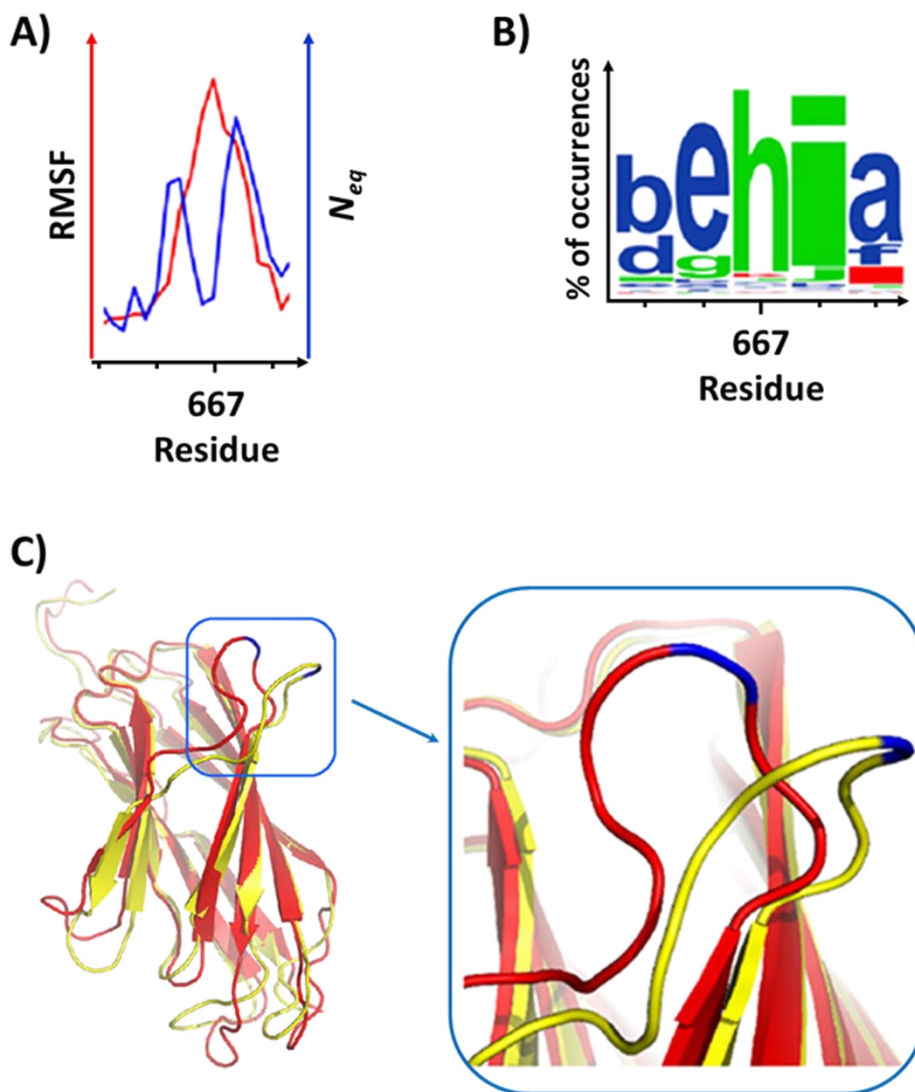 A)
RMSF
Neq
667
Residue
B)
% of occurrences
b e h i a
d g j f
667
Residue
C)